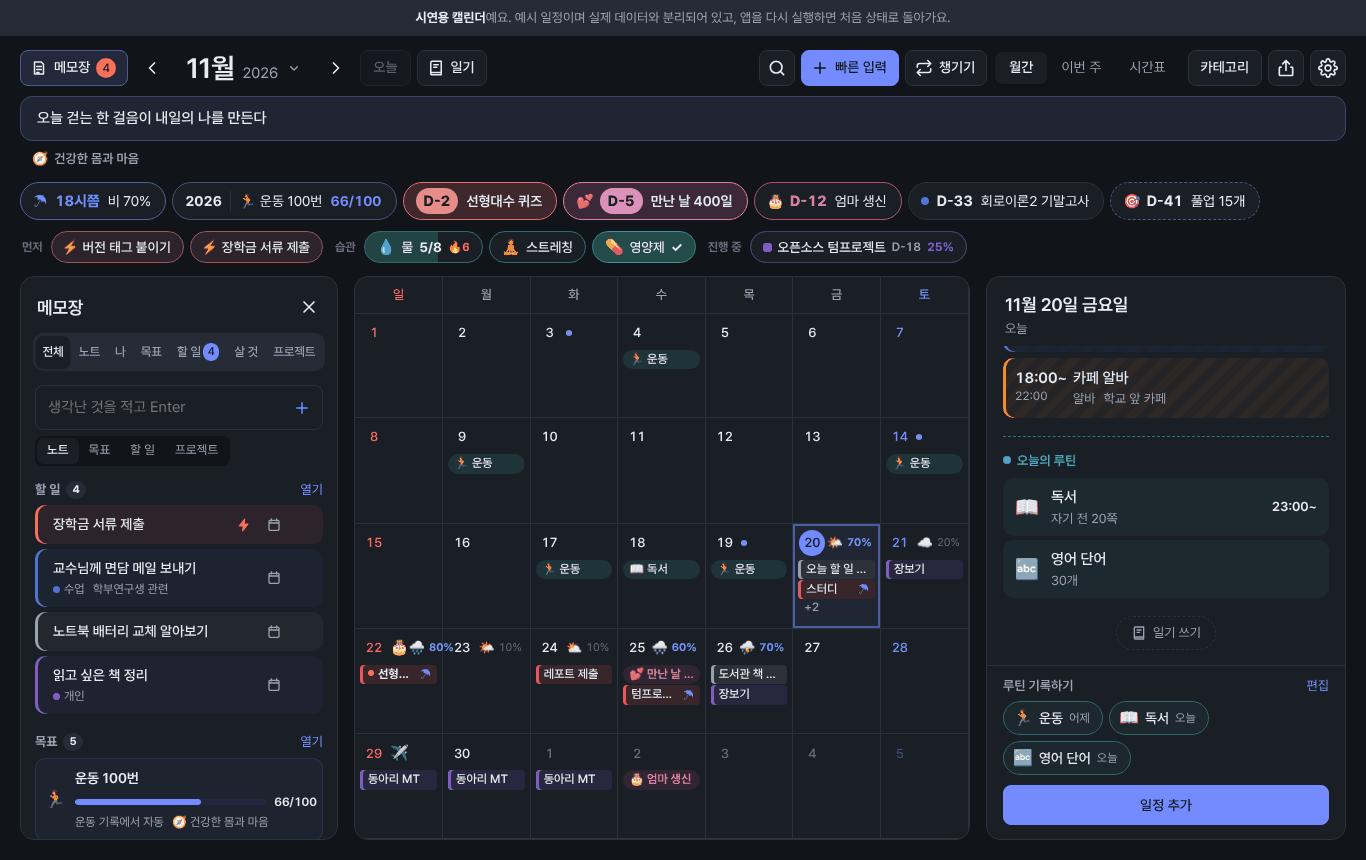 시연용 캘린더예요. 예시 일정이며 실제 데이터와 분리되어 있고, 앱을 다시 실행하면 처음 상태로 돌아가요.
메모장 4 11월 2026 오늘 일기 빠른 입력 챙기기 월간 이번 주 시간표 카테고리
오늘 걷는 한 걸음이 내일의 나를 만든다
건강한 몸과 마음
18시쯤 비 70% 2026 운동 100번 66/100 D-2 선형대수 퀴즈 D-5 만난 날 400일 D-12 엄마 생신 D-33 회로이론2 기말고사 D-41 풀업 15개
먼저 버전 태그 붙이기 장학금 서류 제출 습관 물 5/8 6 스트레칭 영양제 진행 중 오픈소스 텀프로젝트 D-18 25%
메모장
전체 노트 나 목표 할 일 4 살 것 프로젝트
생각난 것을 적고 Enter
노트 목표 할 일 프로젝트
할 일 4 열기
장학금 서류 제출
교수님께 면담 메일 보내기
수업 학부연구생 관련
노트북 배터리 교체 알아보기
읽고 싶은 책 정리
개인
목표 5 열기
운동 100번
66/100
운동 기록에서 자동 건강한 몸과 마음
일 월 화 수 목 금 토
1 2 3 4 5 6 7
운동
8 9 10 11 12 13 14
운동 운동
15 16 17 18 19 20 70% 21 20%
운동 독서 운동 오늘 할 일 ... 장보기
스터디
+2
22 80% 23 10% 24 10% 25 60% 26 70% 27 28
선형... 레포트 제출 만난 날 ... 도서관 책 ...
텀프로... 장보기
29 30 1 2 3 4 5
동아리 MT 동아리 MT 동아리 MT 엄마 생신
11월 20일 금요일
오늘
18:00~ 카페 알바
22:00 알바 학교 앞 카페
오늘의 루틴
독서
자기 전 20쪽
23:00~
abc 영어 단어
30개
일기 쓰기
루틴 기록하기 편집
운동 어제 독서 오늘
abc 영어 단어 오늘
일정 추가